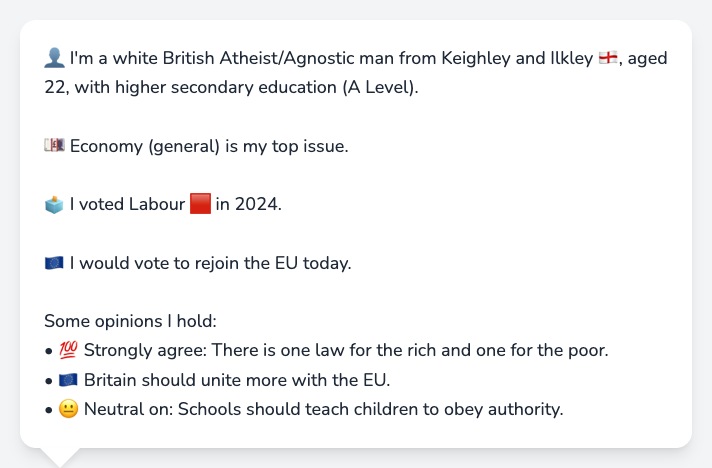 👤 I'm a white British Atheist/Agnostic man from Keighley and Ilkley 🏴󠁧󠁢󠁥󠁮󠁧󠁿, aged
22, with higher secondary education (A Level).
💷 Economy (general) is my top issue.
🗳️ I voted Labour 🟥 in 2024.
🇪🇺 I would vote to rejoin the EU today.
Some opinions I hold:
• 💯 Strongly agree: There is one law for the rich and one for the poor.
• 🇪🇺 Britain should unite more with the EU.
• 😐 Neutral on: Schools should teach children to obey authority.